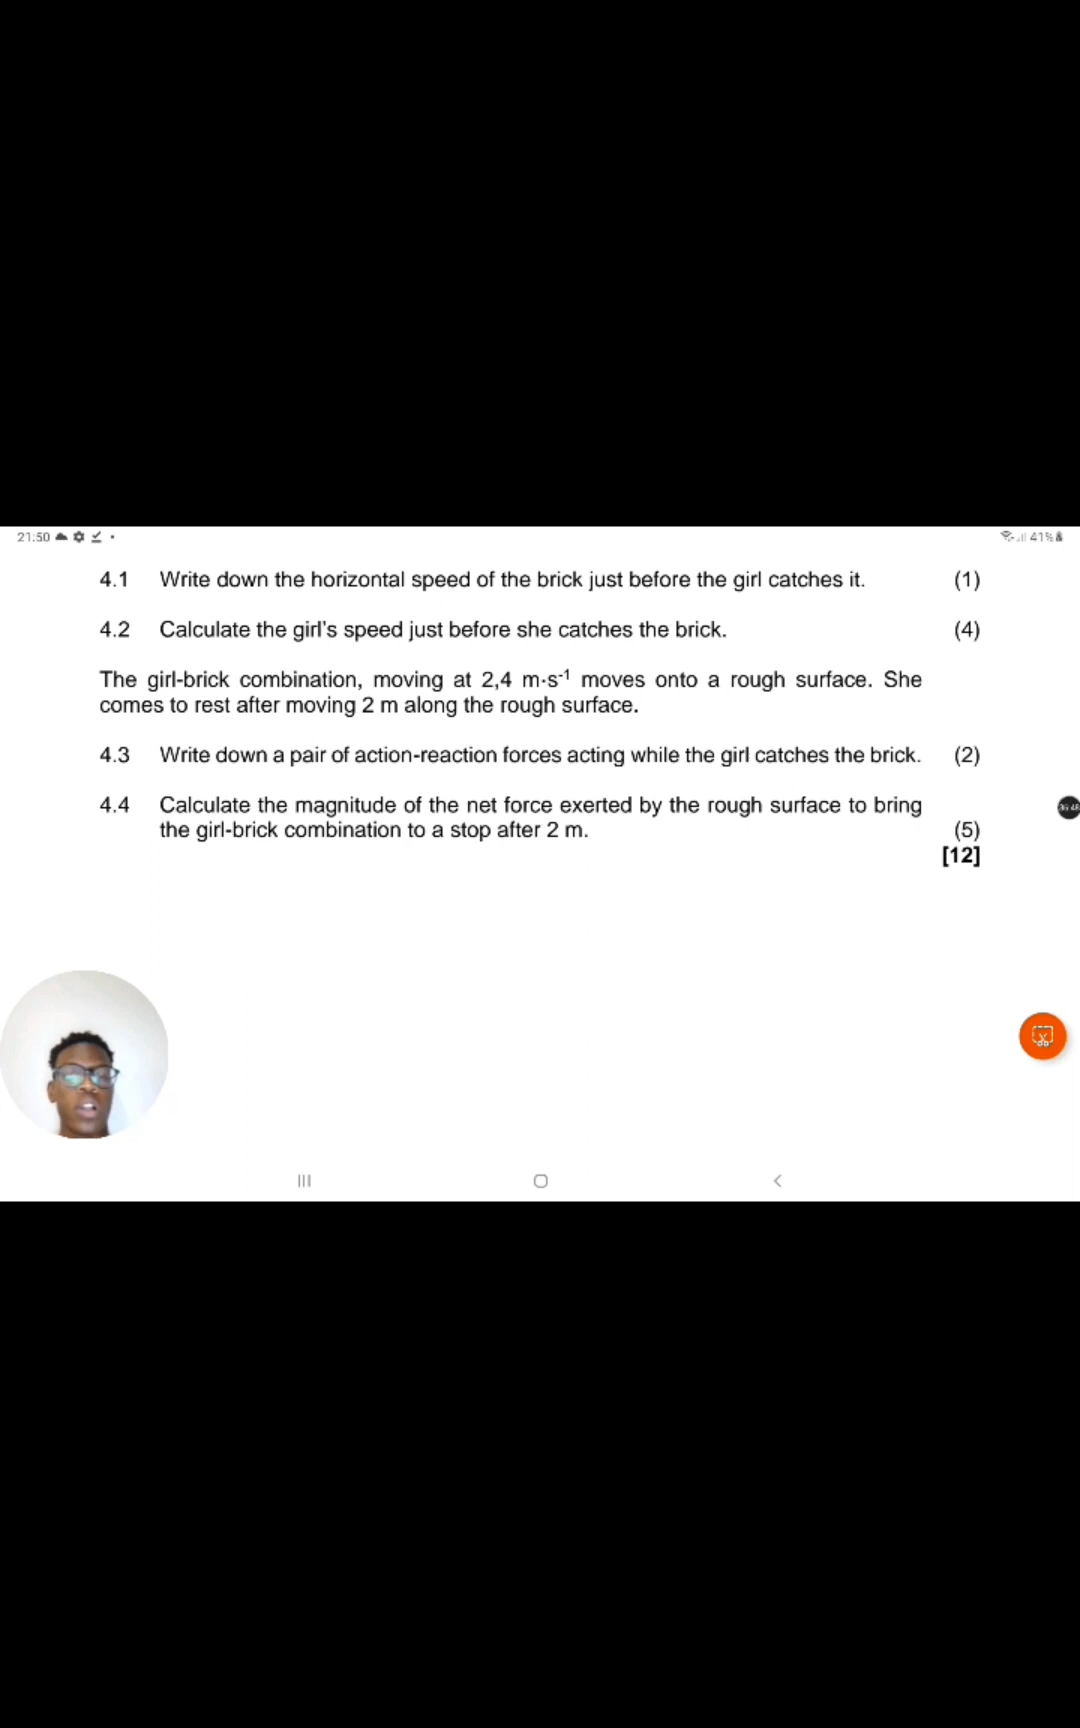 21:50
41%
4.1 Write down the horizontal speed of the brick just before the girl catches it. (1)
4.2 Calculate the girl's speed just before she catches the brick. (4)
The girl-brick combination, moving at 2,4 m·s⁻¹ moves onto a rough surface. She
comes to rest after moving 2 m along the rough surface.
4.3 Write down a pair of action-reaction forces acting while the girl catches the brick. (2)
4.4 Calculate the magnitude of the net force exerted by the rough surface to bring
the girl-brick combination to a stop after 2 m. (5)
[12]